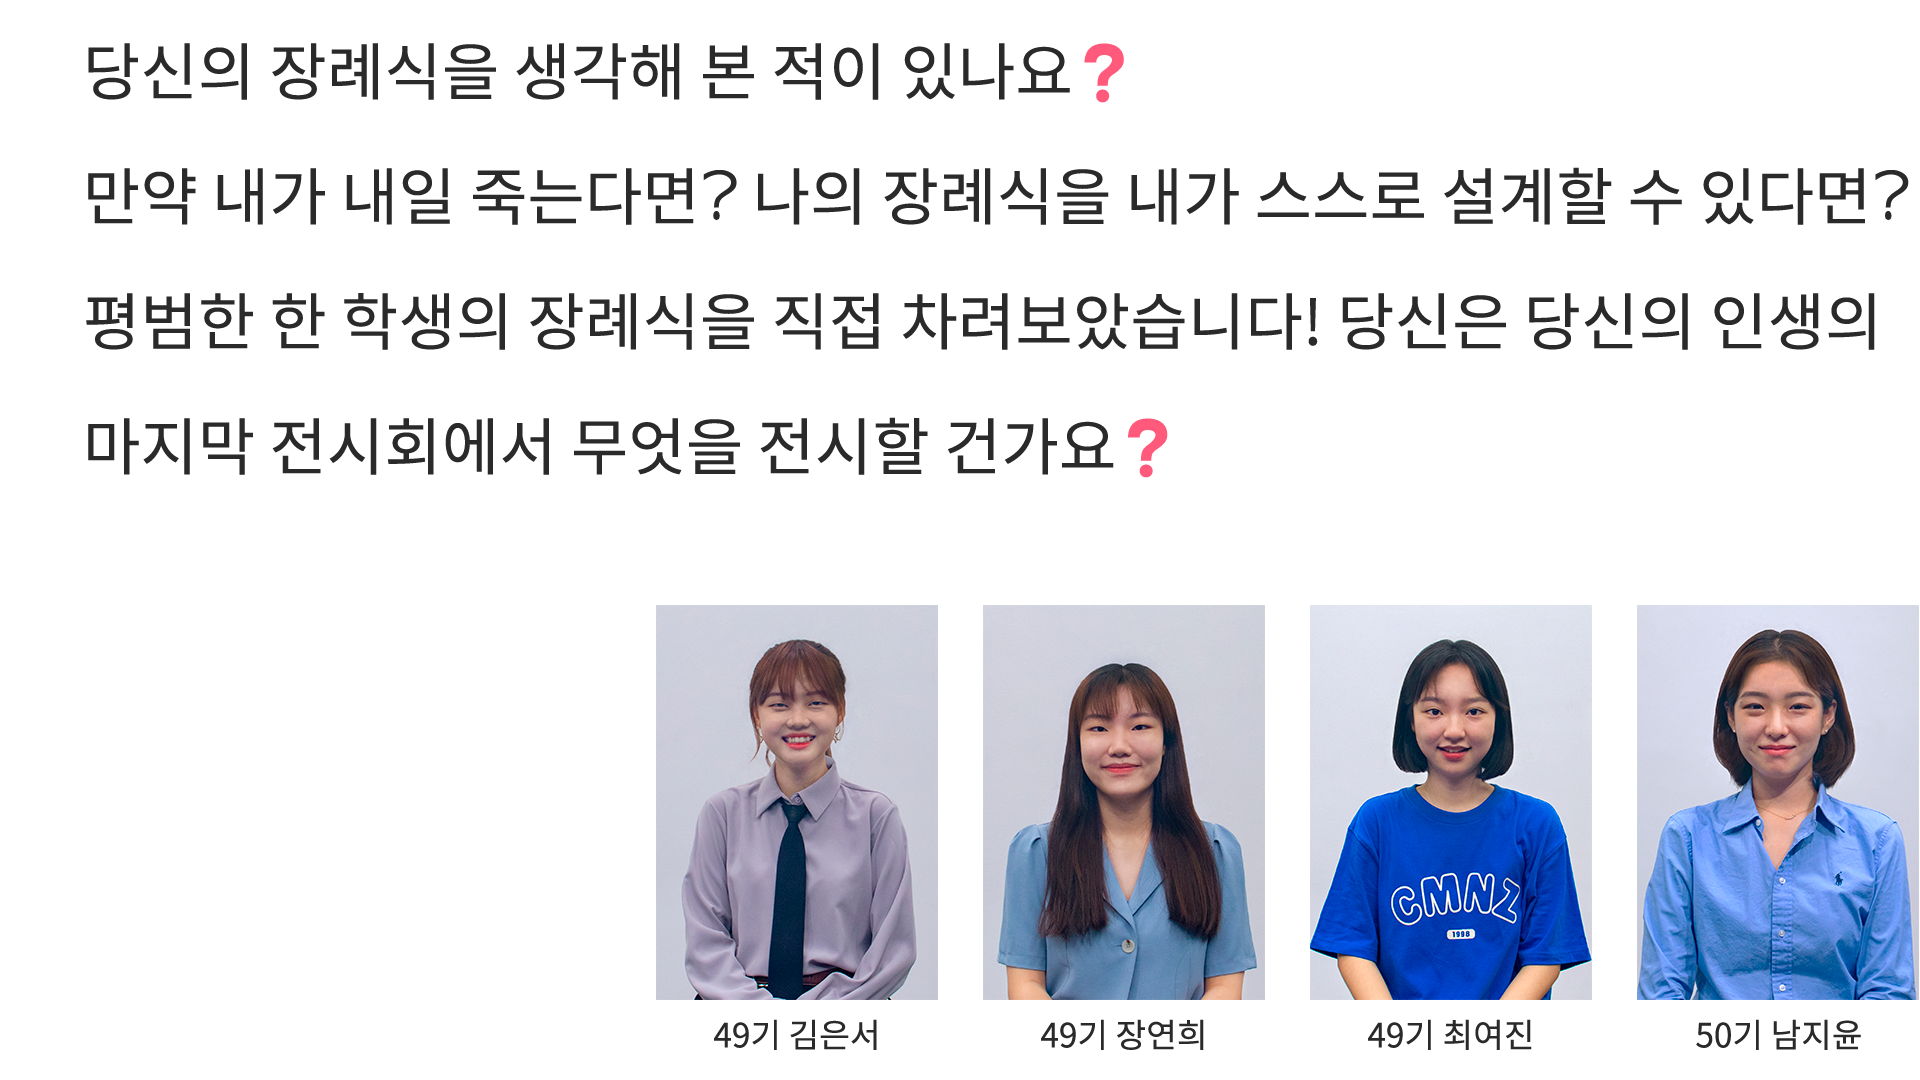 당신의 장례식을 생각해 본 적이 있나요❓
만약 내가 내일 죽는다면? 나의 장례식을 내가 스스로 설계할 수 있다면?
평범한 한 학생의 장례식을 직접 차려보았습니다! 당신은 당신의 인생의
마지막 전시회에서 무엇을 전시할 건가요❓
CMNZ
1998
49기 김은서
49기 장연희
49기 최여진
50기 남지윤